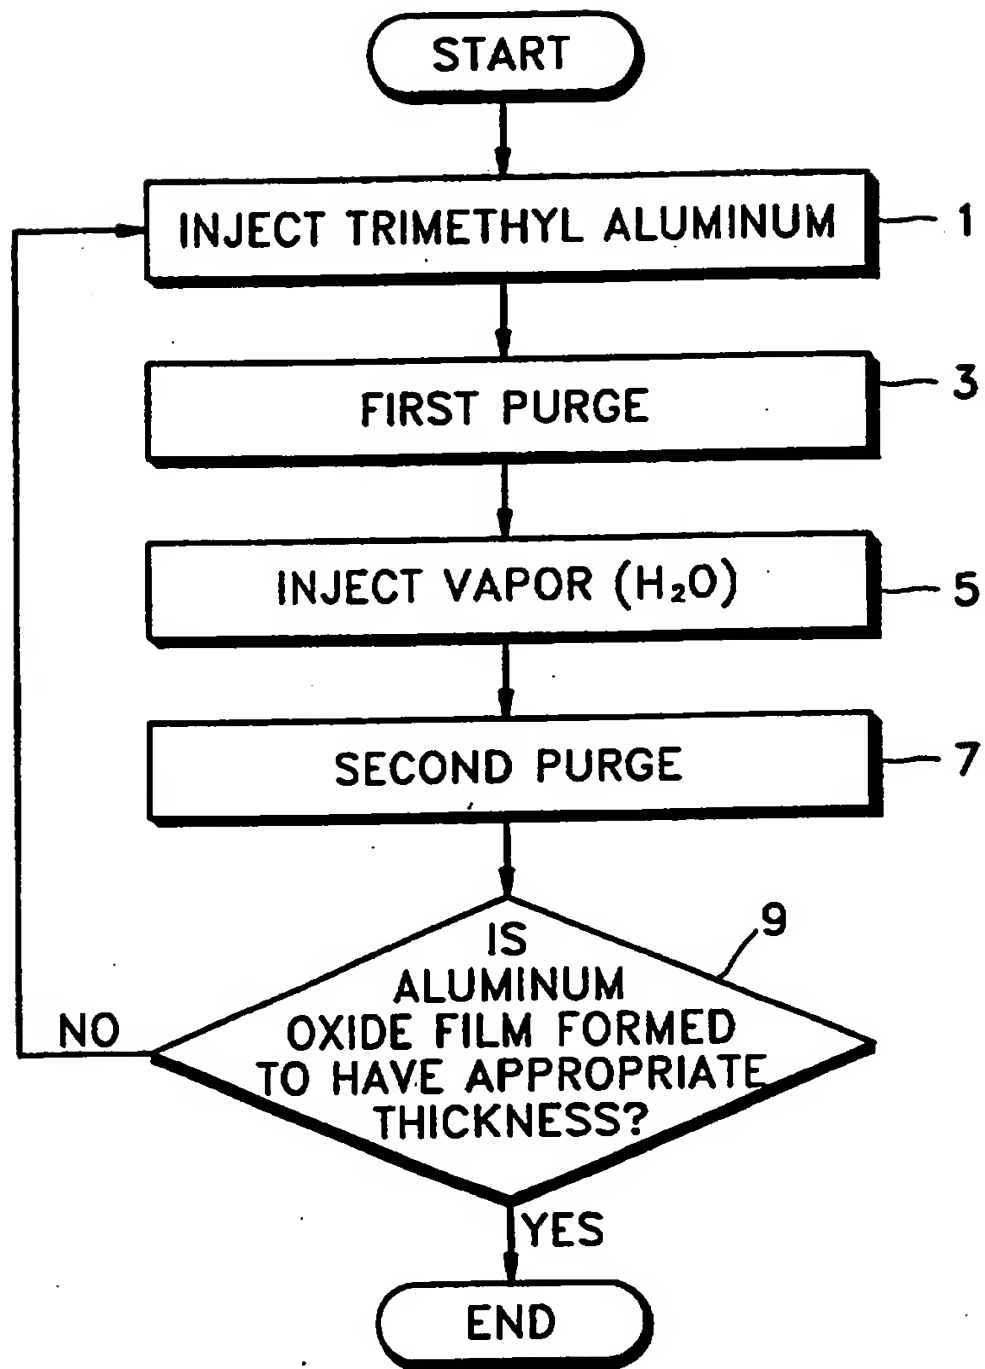 START
INJECT TRIMETHYL ALUMINUM
1
FIRST PURGE
3
INJECT VAPOR (H₂O)
5
SECOND PURGE
7
9
IS
ALUMINUM
OXIDE FILM FORMED
TO HAVE APPROPRIATE
THICKNESS?
NO
YES
END